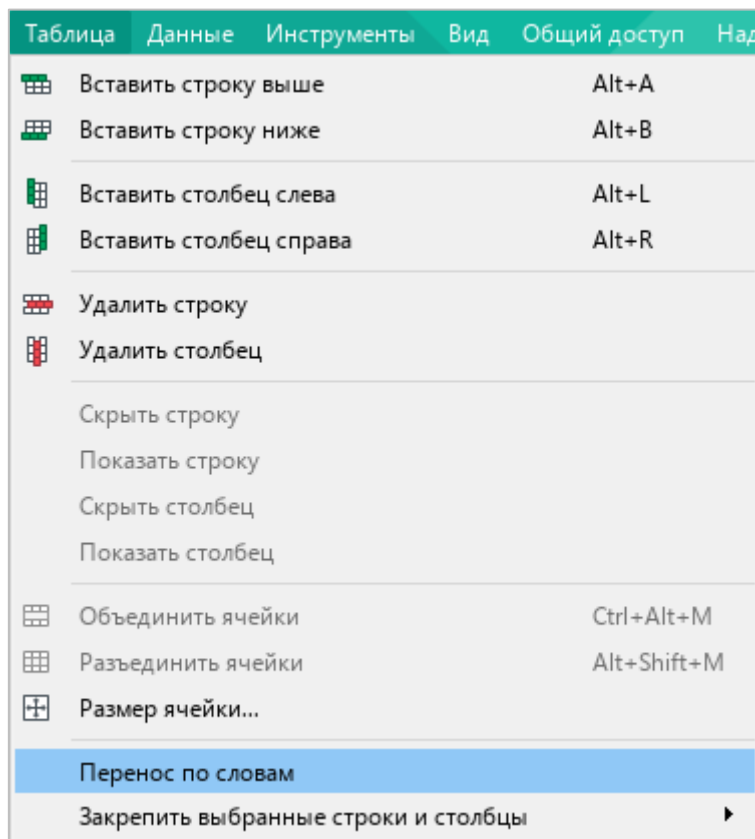 Таблица Данные Инструменты Вид Общий доступ
Вставить строку выше Alt+A
Вставить строку ниже Alt+B
Вставить столбец слева Alt+L
Вставить столбец справа Alt+R
Удалить строку
Удалить столбец
Скрыть строку
Показать строку
Скрыть столбец
Показать столбец
Объединить ячейки Ctrl+Alt+M
Разъединить ячейки Alt+Shift+M
Размер ячейки...
Перенос по словам
Закрепить выбранные строки и столбцы